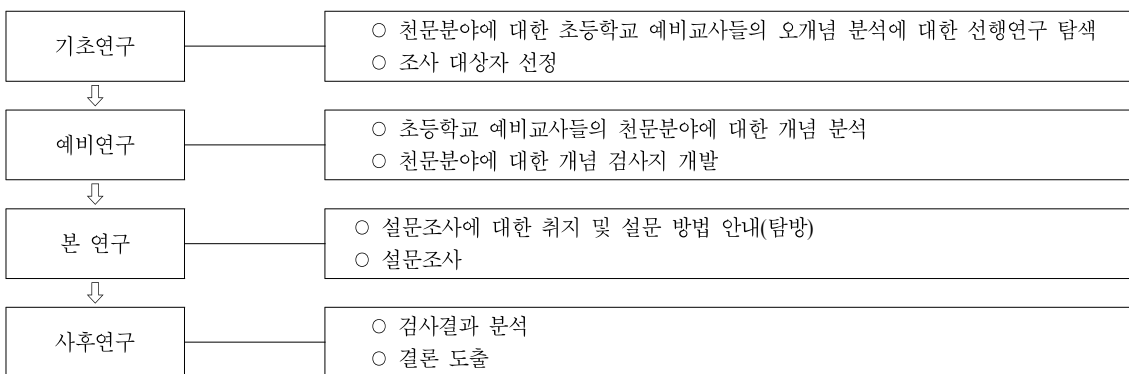 기초연구
○ 천문분야에 대한 초등학교 예비교사들의 오개념 분석에 대한 선행연구 탐색
○ 조사 대상자 선정
예비연구
○ 초등학교 예비교사들의 천문분야에 대한 개념 분석
○ 천문분야에 대한 개념 검사지 개발
본 연구
○ 설문조사에 대한 취지 및 설문 방법 안내(탐방)
○ 설문조사
사후연구
○ 검사결과 분석
○ 결론 도출